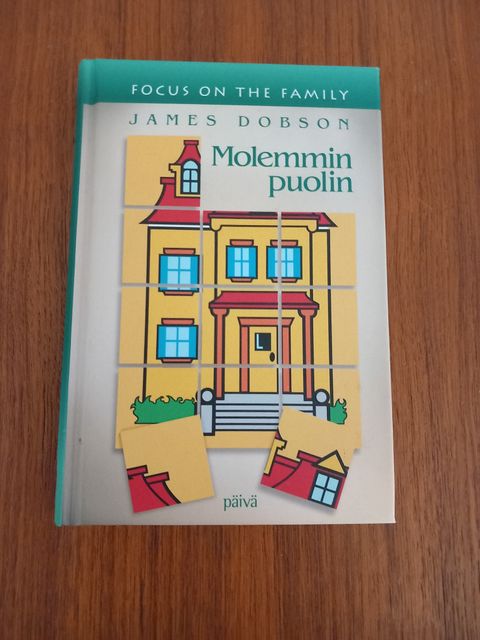 FOCUS ON THE FAMILY
JAMES DOBSON
Molemmin
puolin
päivä